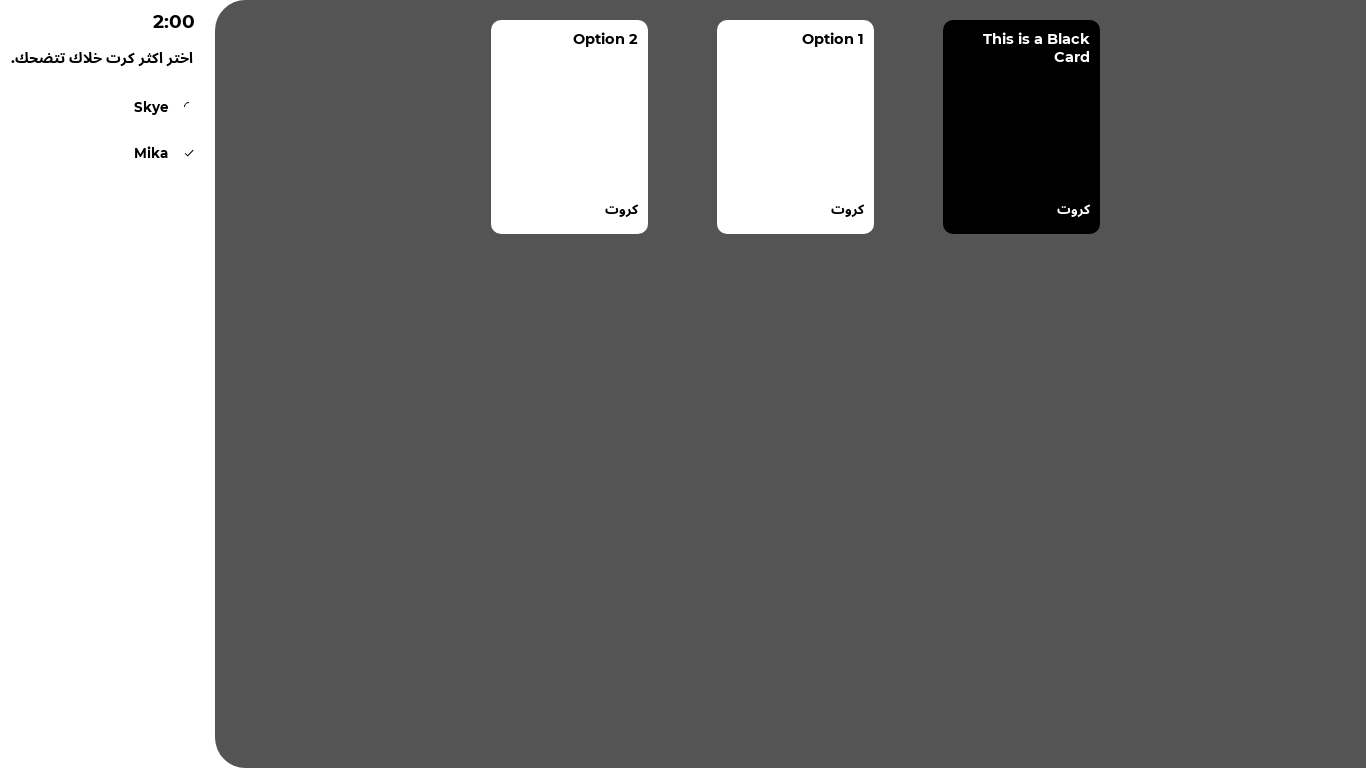 2:00
اختر اكثر كرت خلاك تتضحك.
Skye
Mika
This is a Black
Card
كروت
Option 1
كروت
Option 2
كروت